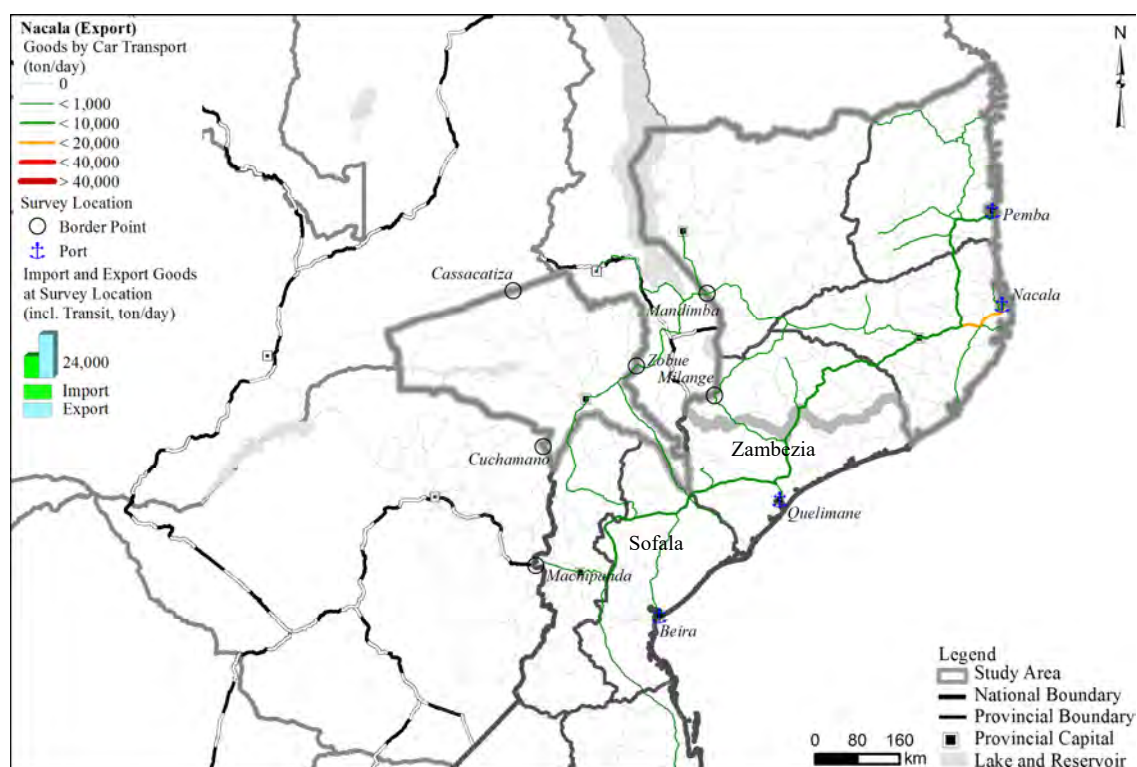 Nacala (Export)
Goods by Car Transport
(ton/day)
0
< 1,000
< 10,000
< 20,000
< 40,000
> 40,000
Survey Location
Border Point
Port
Import and Export Goods
at Survey Location
(incl. Transit, ton/day)
24,000
Import
Export
N
Pemba
Cassacatiza
Nacala
Mandimba
Zobue
Milange
Zambezia
Cuchamano
Quelimane
Sofala
Machipanda
Beira
Legend
Study Area
National Boundary
Provincial Boundary
Provincial Capital
Lake and Reservoir
0 80 160
km